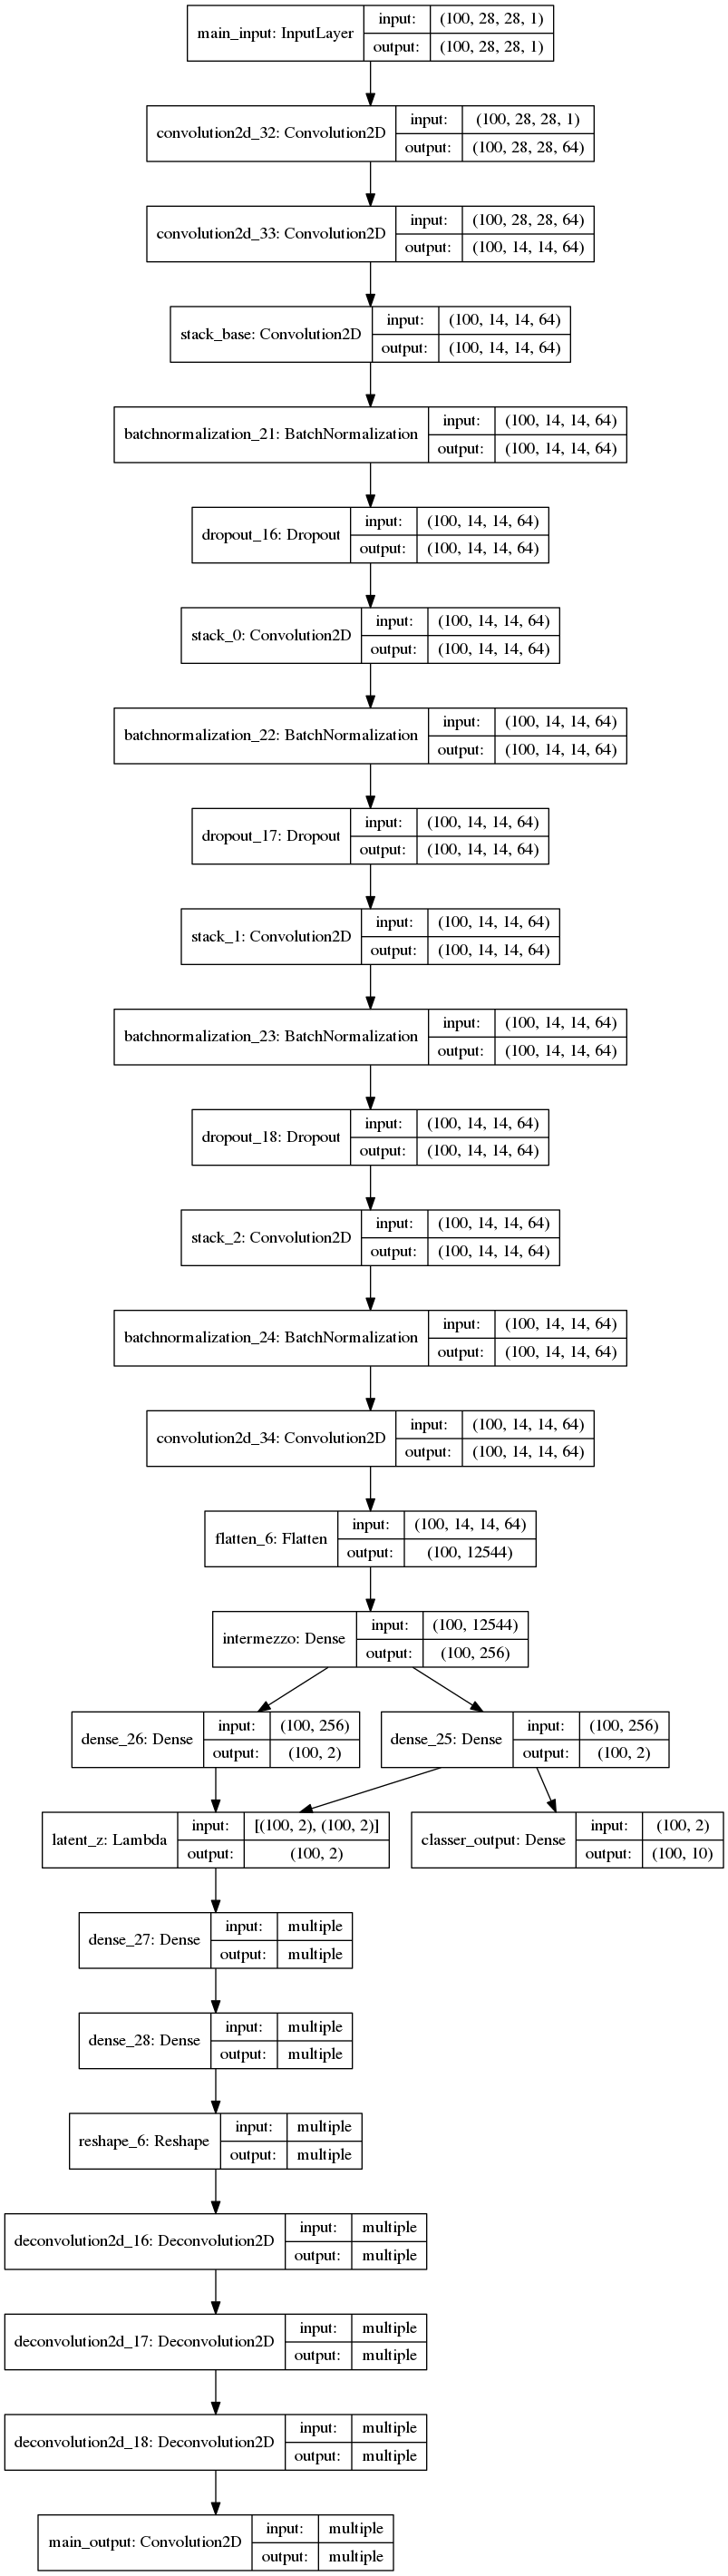 main_input: InputLayer
input: (100, 28, 28, 1)
output: (100, 28, 28, 1)
convolution2d_32: Convolution2D
input: (100, 28, 28, 1)
output: (100, 28, 28, 64)
convolution2d_33: Convolution2D
input: (100, 28, 28, 64)
output: (100, 14, 14, 64)
stack_base: Convolution2D
input: (100, 14, 14, 64)
output: (100, 14, 14, 64)
batchnormalization_21: BatchNormalization
input: (100, 14, 14, 64)
output: (100, 14, 14, 64)
dropout_16: Dropout
input: (100, 14, 14, 64)
output: (100, 14, 14, 64)
stack_0: Convolution2D
input: (100, 14, 14, 64)
output: (100, 14, 14, 64)
batchnormalization_22: BatchNormalization
input: (100, 14, 14, 64)
output: (100, 14, 14, 64)
dropout_17: Dropout
input: (100, 14, 14, 64)
output: (100, 14, 14, 64)
stack_1: Convolution2D
input: (100, 14, 14, 64)
output: (100, 14, 14, 64)
batchnormalization_23: BatchNormalization
input: (100, 14, 14, 64)
output: (100, 14, 14, 64)
dropout_18: Dropout
input: (100, 14, 14, 64)
output: (100, 14, 14, 64)
stack_2: Convolution2D
input: (100, 14, 14, 64)
output: (100, 14, 14, 64)
batchnormalization_24: BatchNormalization
input: (100, 14, 14, 64)
output: (100, 14, 14, 64)
convolution2d_34: Convolution2D
input: (100, 14, 14, 64)
output: (100, 14, 14, 64)
flatten_6: Flatten
input: (100, 14, 14, 64)
output: (100, 12544)
intermezzo: Dense
input: (100, 12544)
output: (100, 256)
dense_26: Dense
input: (100, 256)
output: (100, 2)
dense_25: Dense
input: (100, 256)
output: (100, 2)
latent_z: Lambda
input: [(100, 2), (100, 2)]
output: (100, 2)
classer_output: Dense
input: (100, 2)
output: (100, 10)
dense_27: Dense
input: multiple
output: multiple
dense_28: Dense
input: multiple
output: multiple
reshape_6: Reshape
input: multiple
output: multiple
deconvolution2d_16: Deconvolution2D
input: multiple
output: multiple
deconvolution2d_17: Deconvolution2D
input: multiple
output: multiple
deconvolution2d_18: Deconvolution2D
input: multiple
output: multiple
main_output: Convolution2D
input: multiple
output: multiple